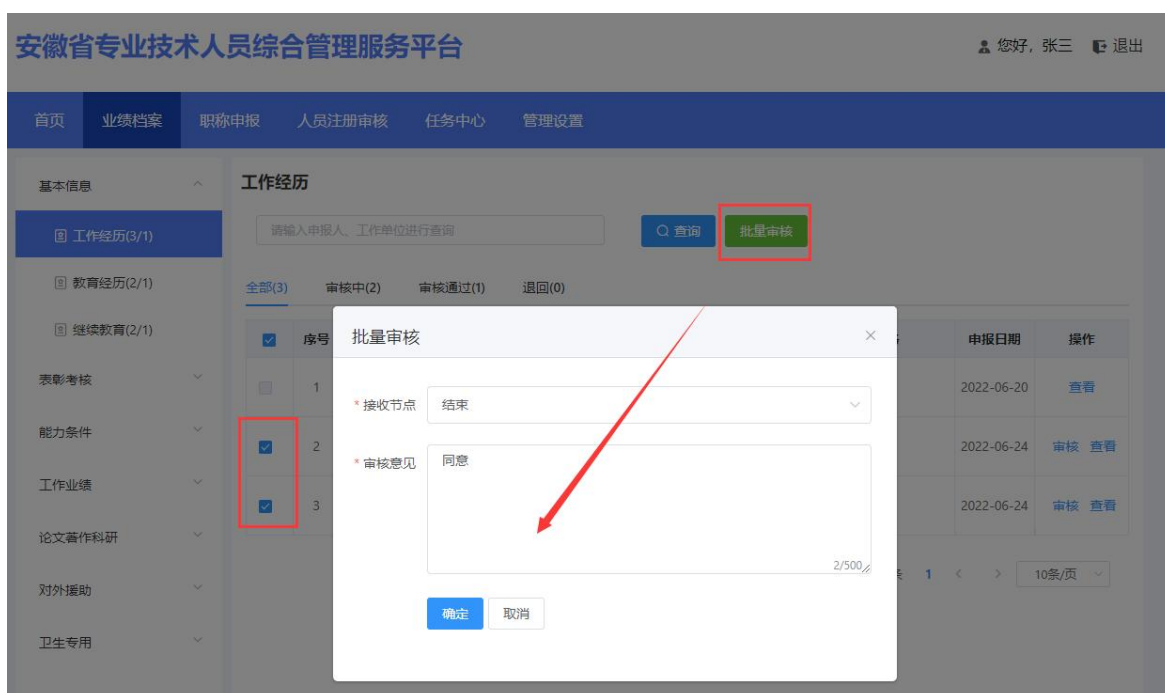 安徽省专业技术人员综合管理服务平台
您好，张三 退出
首页 业绩档案 职称申报 人员注册审核 任务中心 管理设置
基本信息
工作经历(3/1)
教育经历(2/1)
继续教育(2/1)
表彰考核
能力条件
工作业绩
论文著作科研
对外援助
卫生专用
工作经历
请输入申报人、工作单位进行查询 查询 批量审核
全部(3) 审核中(2) 审核通过(1) 退回(0)
序号 申报日期 操作
1 2022-06-20 查看
2 2022-06-24 审核 查看
3 2022-06-24 审核 查看
1 10条/页
批量审核
* 接收节点 结束
* 审核意见 同意
2/500
确定 取消